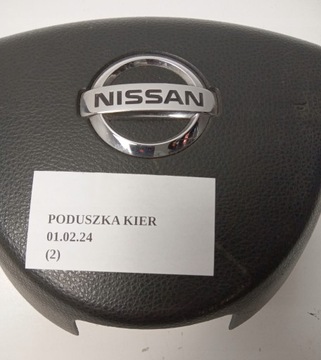 NISSAN
PODUSZKA KIER
01.02.24
(2)